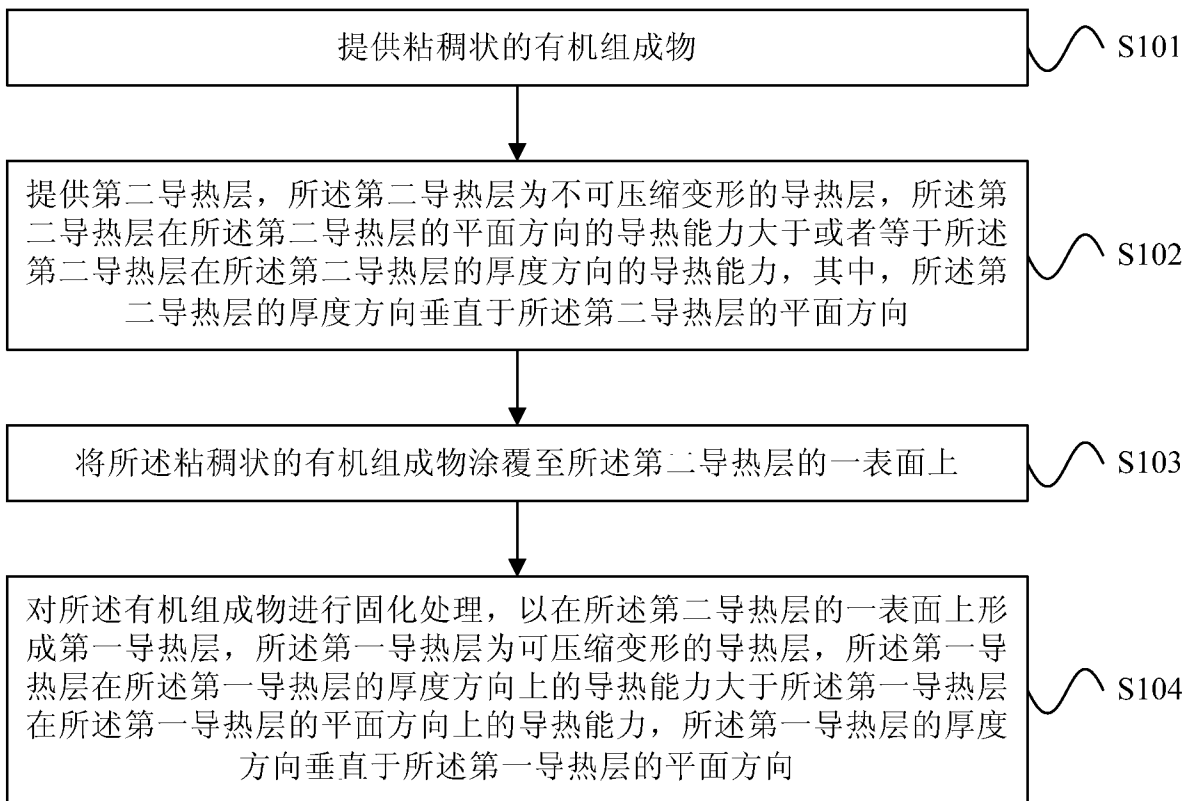 提供粘稠状的有机组成物
S101
提供第二导热层，所述第二导热层为不可压缩变形的导热层，所述第
二导热层在所述第二导热层的平面方向的导热能力大于或者等于所述
第二导热层在所述第二导热层的厚度方向的导热能力，其中，所述第
二导热层的厚度方向垂直于所述第二导热层的平面方向
S102
将所述粘稠状的有机组成物涂覆至所述第二导热层的一表面上
S103
对所述有机组成物进行固化处理，以在所述第二导热层的一表面上形
成第一导热层，所述第一导热层为可压缩变形的导热层，所述第一导
热层在所述第一导热层的厚度方向上的导热能力大于所述第一导热层
在所述第一导热层的平面方向上的导热能力，所述第一导热层的厚度
方向垂直于所述第一导热层的平面方向
S104